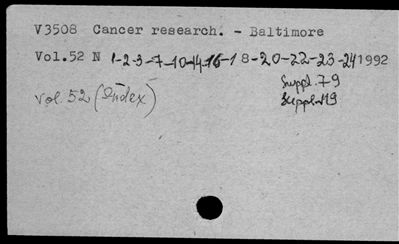 V3508 Cancer research. - Baltimore
Vol.52 N 1-2-3-7-10-14-16-18-20-22-23-24 1992
Suppl. 7-9
Suppl. 19
vol. 52 (Index)